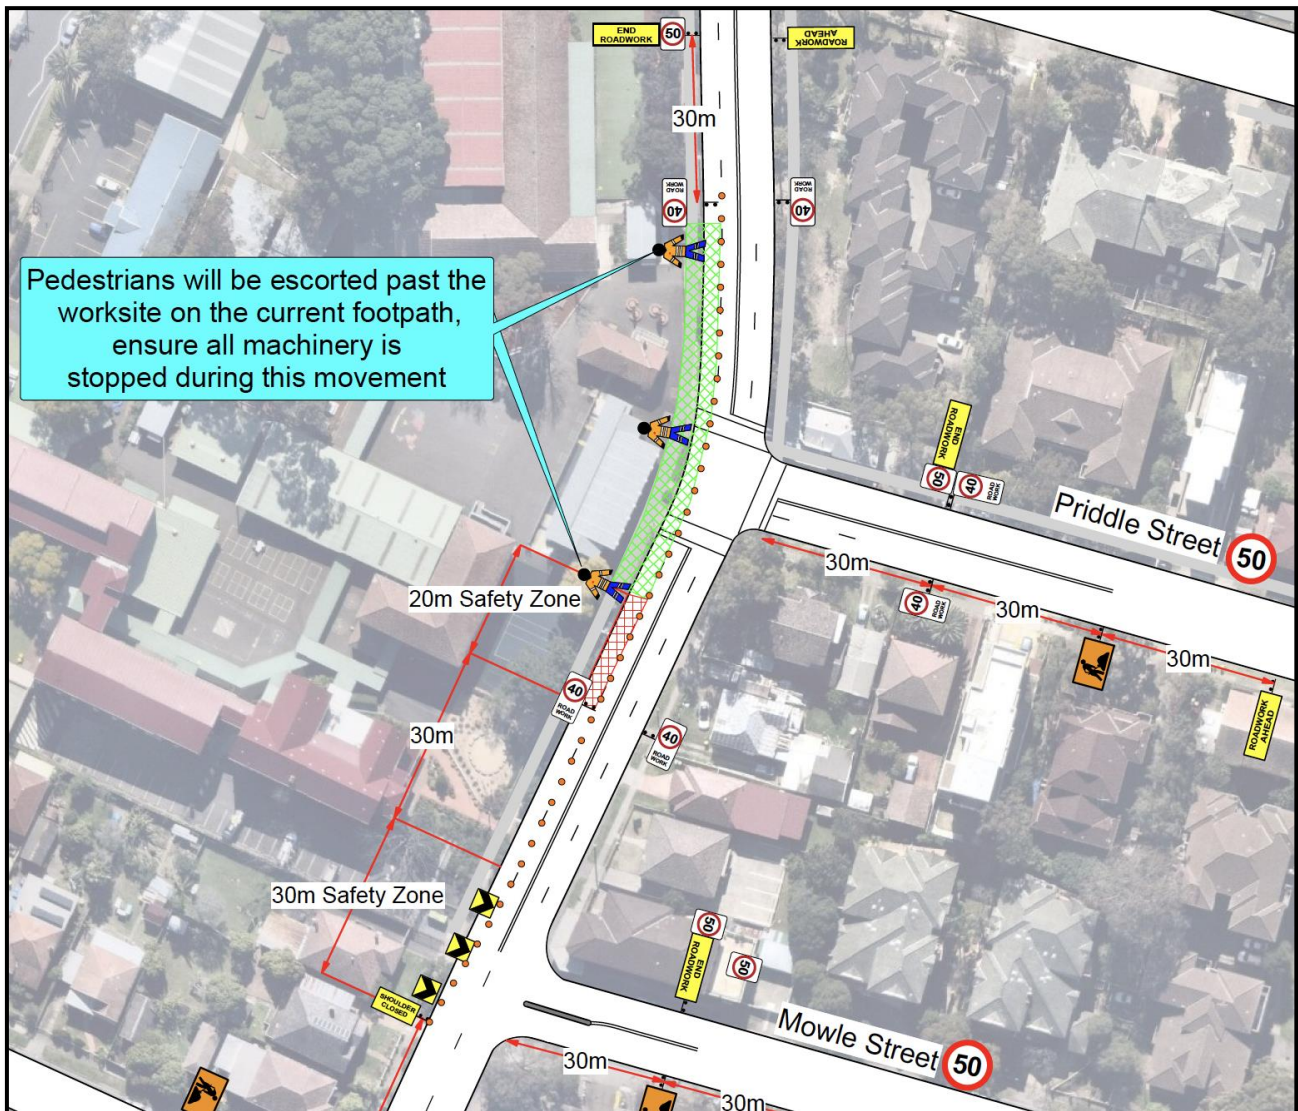 END
ROADWORK
50
ROADWORK
AHEAD
30m
ROAD
WORK
40
ROAD
WORK
40
Pedestrians will be escorted past the
worksite on the current footpath,
ensure all machinery is
stopped during this movement
END
ROADWORK
50
40
ROAD
WORK
Priddle Street
50
30m
40
ROAD
WORK
30m
30m
ROADWORK
AHEAD
20m Safety Zone
40
ROAD
WORK
40
ROAD
WORK
30m
30m Safety Zone
SHOULDER
CLOSED
50
END
ROADWORK
50
Mowle Street
50
30m
30m